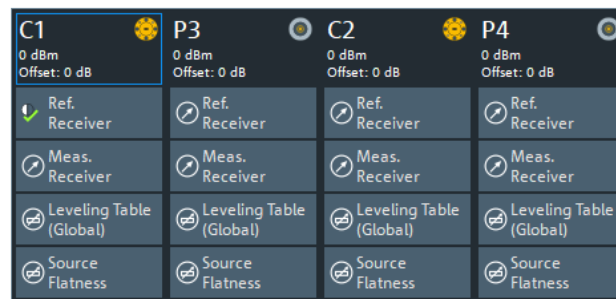 C1
0 dBm
Offset: 0 dB
Ref.
Receiver
Meas.
Receiver
Leveling Table
(Global)
Source
Flatness
P3
0 dBm
Offset: 0 dB
Ref.
Receiver
Meas.
Receiver
Leveling Table
(Global)
Source
Flatness
C2
0 dBm
Offset: 0 dB
Ref.
Receiver
Meas.
Receiver
Leveling Table
(Global)
Source
Flatness
P4
0 dBm
Offset: 0 dB
Ref.
Receiver
Meas.
Receiver
Leveling Table
(Global)
Source
Flatness